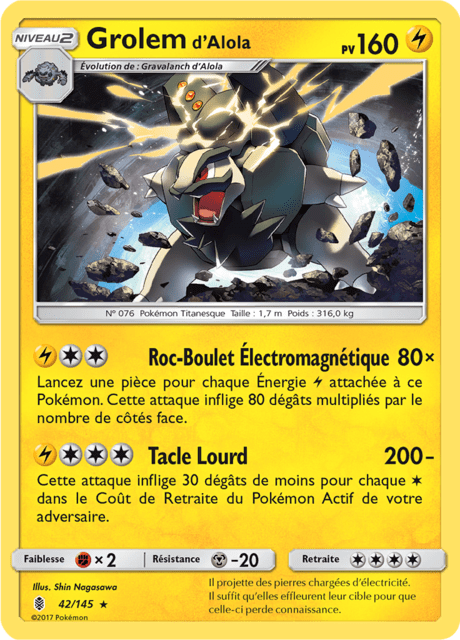 NIVEAU 2
Grolem d'Alola
PV 160
Évolution de : Gravalanch d'Alola
N° 076 Pokémon Titanesque Taille : 1,7 m Poids : 316,0 kg
Roc-Boulet Électromagnétique 80×
Lancez une pièce pour chaque Énergie attachée à ce
Pokémon. Cette attaque inflige 80 dégâts multipliés par le
nombre de côtés face.
Tacle Lourd 200-
Cette attaque inflige 30 dégâts de moins pour chaque
dans le Coût de Retraite du Pokémon Actif de votre
adversaire.
Faiblesse ×2 Résistance -20 Retraite
Illus. Shin Nagasawa
42/145 ★
©2017 Pokémon
Il projette des pierres chargées d'électricité.
Il suffit qu'elles effleurent leur cible pour que
celle-ci perde connaissance.